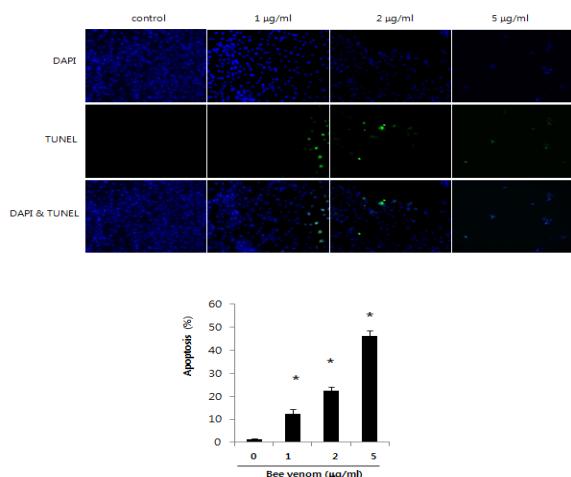 control 1 μg/ml 2 μg/ml 5 μg/ml
DAPI
TUNEL
DAPI & TUNEL
60
50
40
30
20
10
0
Apoptosis (%)
* * *
0 1 2 5
Bee venom (μg/ml)